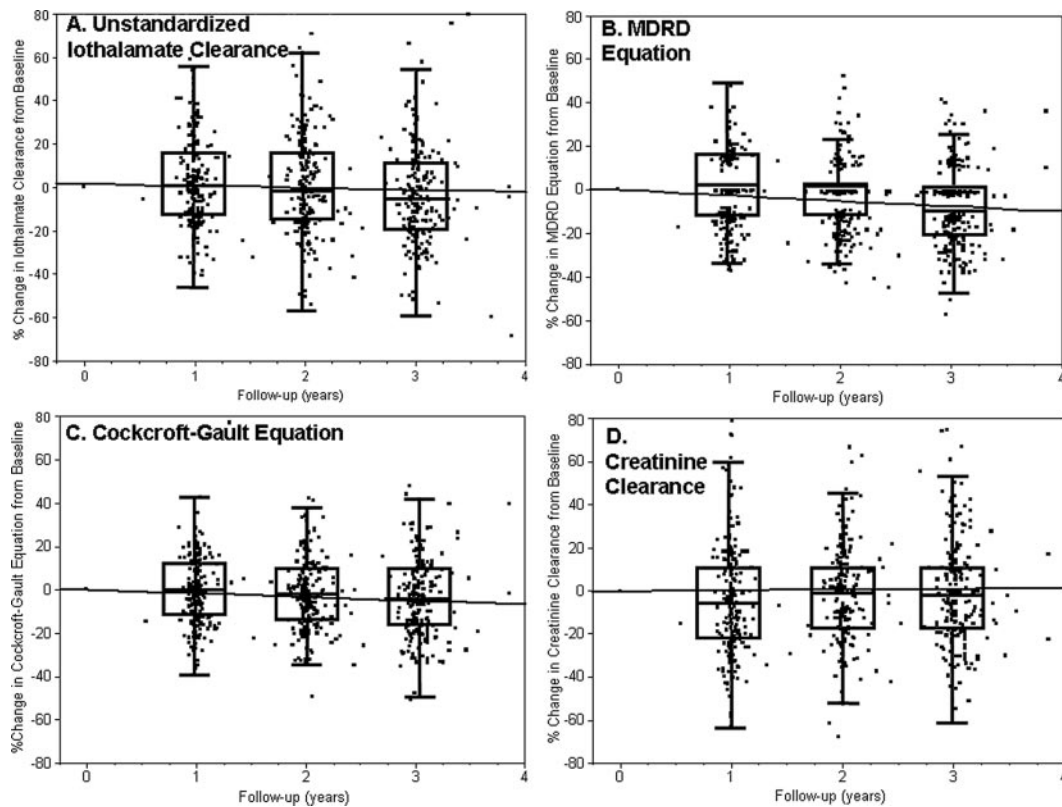 A. Unstandardized
Iothalamate Clearance
% Change in Iothalamate Clearance from Baseline
80
60
40
20
0
-20
-40
-60
-80
0 1 2 3 4
Follow-up (years)
B. MDRD
Equation
% Change in MDRD Equation from Baseline
80
60
40
20
0
-20
-40
-60
-80
0 1 2 3 4
Follow-up (years)
C. Cockcroft-Gault Equation
%Change in Cockcroft-Gault Equation from Baseline
80
60
40
20
0
-20
-40
-60
-80
0 1 2 3 4
Follow-up (years)
D.
Creatinine
Clearance
% Change in Creatinine Clearance from Baseline
80
60
40
20
0
-20
-40
-60
-80
0 1 2 3 4
Follow-up (years)